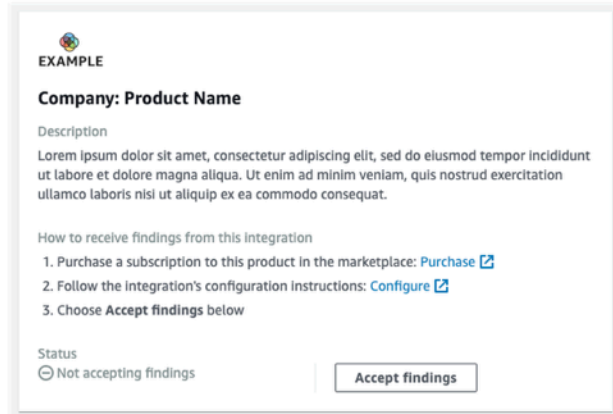 EXAMPLE
Company: Product Name
Description
Lorem ipsum dolor sit amet, consectetur adipiscing elit, sed do eiusmod tempor incididunt
ut labore et dolore magna aliqua. Ut enim ad minim veniam, quis nostrud exercitation
ullamco laboris nisi ut aliquip ex ea commodo consequat.
How to receive findings from this integration
1. Purchase a subscription to this product in the marketplace: Purchase
2. Follow the integration's configuration instructions: Configure
3. Choose Accept findings below
Status
Not accepting findings
Accept findings